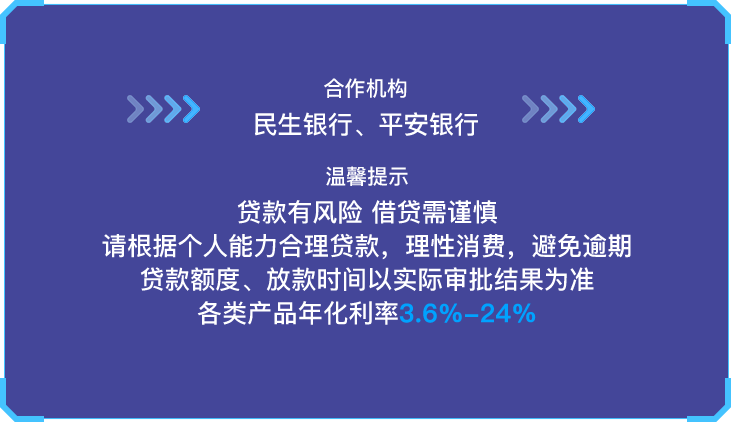 合作机构
民生银行、平安银行
温馨提示
贷款有风险 借贷需谨慎
请根据个人能力合理贷款，理性消费，避免逾期
贷款额度、放款时间以实际审批结果为准
各类产品年化利率3.6%-24%